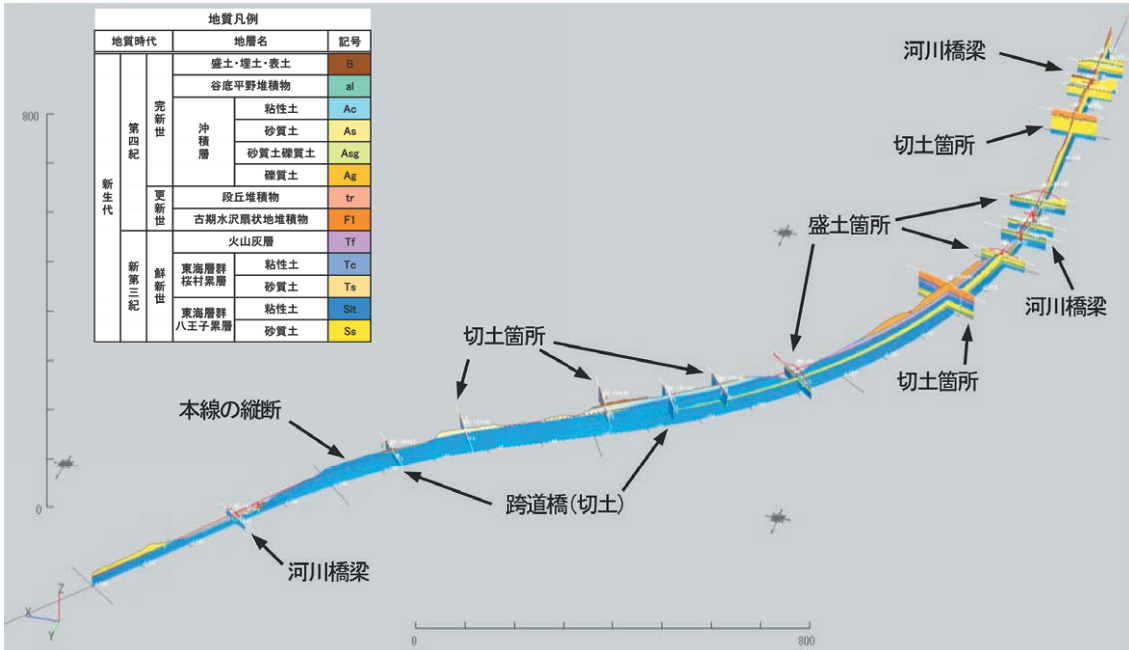 地質凡例
地質時代 地層名 記号
新生代 第四紀 完新世 盛土・埋土・表土 B
谷底平野堆積物 al
沖積層 粘性土 Ac
砂質土 As
砂質土礫質土 Asg
礫質土 Ag
更新世 段丘堆積物 tr
古期水沢扇状地堆積物 F1
新第三紀 鮮新世 火山灰層 Tf
東海層群桜村累層 粘性土 Tc
砂質土 Ts
東海層群八王子累層 粘性土 Slt
砂質土 Ss
河川橋梁
800
切土箇所
盛土箇所
河川橋梁
切土箇所
切土箇所
本線の縦断
跨道橋(切土)
0
河川橋梁
Z
X
Y
0
800